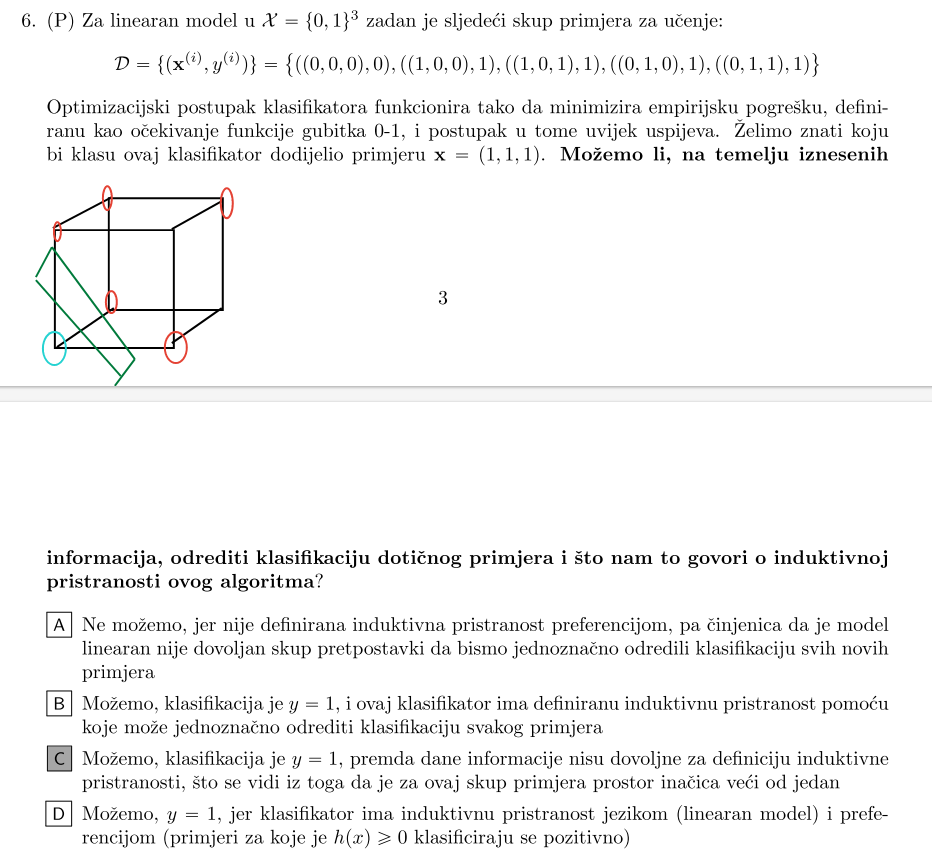 6. (P) Za linearan model u 𝒳 = {0, 1}³ zadan je sljedeći skup primjera za učenje:
𝒟 = {(𝐱⁽ⁱ⁾, y⁽ⁱ⁾)} = {((0, 0, 0), 0), ((1, 0, 0), 1), ((1, 0, 1), 1), ((0, 1, 0), 1), ((0, 1, 1), 1)}
Optimizacijski postupak klasifikatora funkcionira tako da minimizira empirijsku pogrešku, defini-
ranu kao očekivanje funkcije gubitka 0-1, i postupak u tome uvijek uspijeva. Želimo znati koju
bi klasu ovaj klasifikator dodijelio primjeru 𝐱 = (1, 1, 1). Možemo li, na temelju iznesenih
3
informacija, odrediti klasifikaciju dotičnog primjera i što nam to govori o induktivnoj
pristranosti ovog algoritma?
A Ne možemo, jer nije definirana induktivna pristranost preferencijom, pa činjenica da je model
linearan nije dovoljan skup pretpostavki da bismo jednoznačno odredili klasifikaciju svih novih
primjera
B Možemo, klasifikacija je y = 1, i ovaj klasifikator ima definiranu induktivnu pristranost pomoću
koje može jednoznačno odrediti klasifikaciju svakog primjera
C Možemo, klasifikacija je y = 1, premda dane informacije nisu dovoljne za definiciju induktivne
pristranosti, što se vidi iz toga da je za ovaj skup primjera prostor inačica veći od jedan
D Možemo, y = 1, jer klasifikator ima induktivnu pristranost jezikom (linearan model) i prefe-
rencijom (primjeri za koje je h(x) ⩾ 0 klasificiraju se pozitivno)